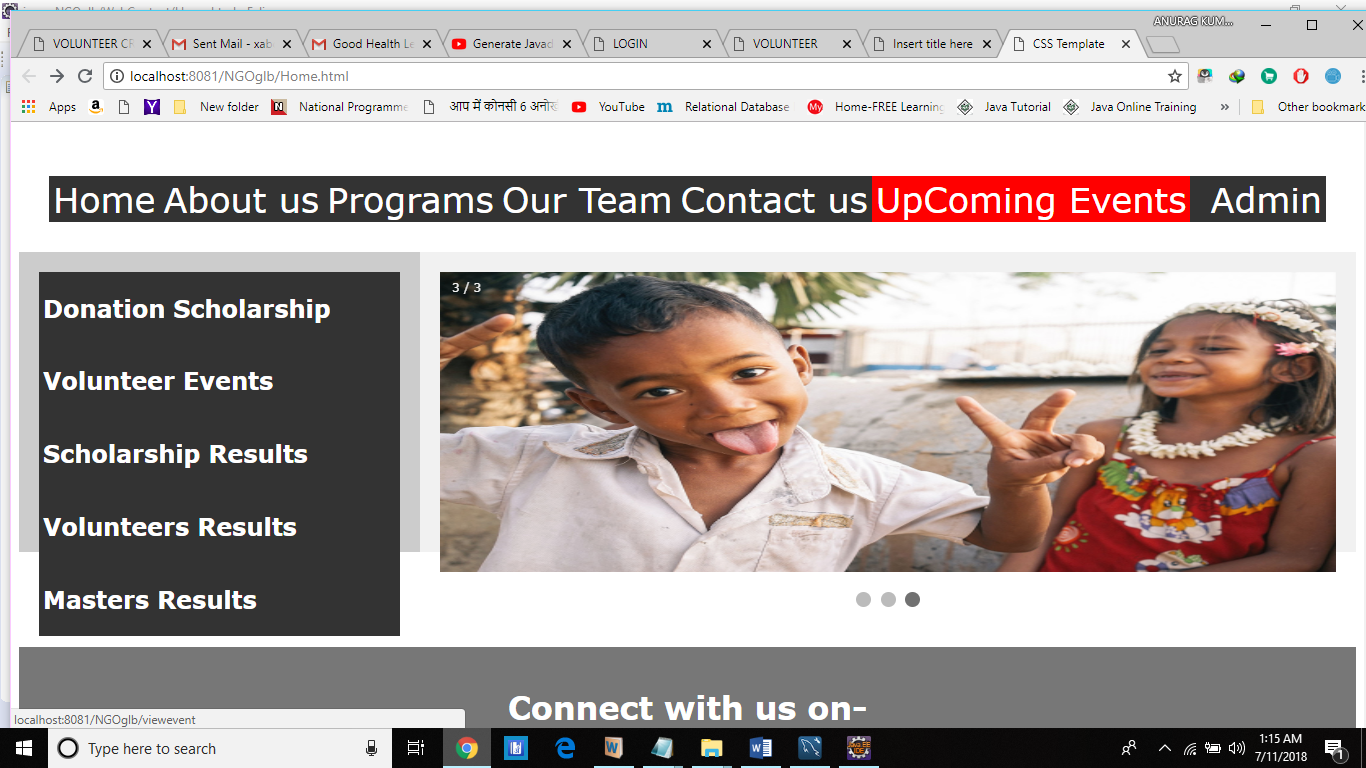 ANURAG KUM...
VOLUNTEER CR
Sent Mail - xab
Good Health Le
Generate Javad
LOGIN
VOLUNTEER
Insert title here
CSS Template
localhost:8081/NGOglb/Home.html
Apps
New folder
National Programme
आप में कोनसी 6 अनोख
YouTube
Relational Database
Home-FREE Learning
Java Tutorial
Java Online Training
»
Other bookmark
Home About us Programs Our Team Contact us UpComing Events Admin
Donation Scholarship
Volunteer Events
Scholarship Results
Volunteers Results
Masters Results
3 / 3
Connect with us on-
localhost:8081/NGOglb/viewevent
Type here to search
1:15 AM
7/11/2018
1